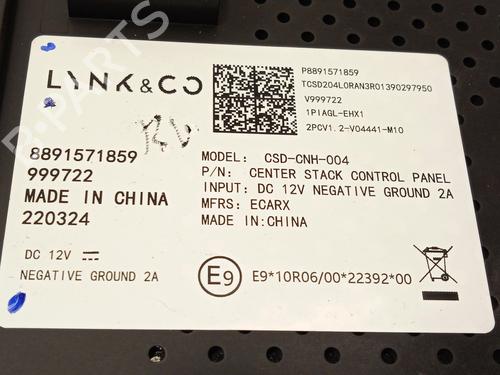 LYNK & CO
P8891571859
TCSD204L0RAN3R01390297950
V999722
1PIAGL-EHX1
2PCV1.2-V04441-M10
8891571859
999722
MADE IN CHINA
220324
MODEL: CSD-CNH-004
P/N: CENTER STACK CONTROL PANEL
INPUT: DC 12V NEGATIVE GROUND 2A
MFRS: ECARX
MADE IN:CHINA
DC 12V
NEGATIVE GROUND 2A
E9
E9*10R06/00*22392*00
B-PARTS